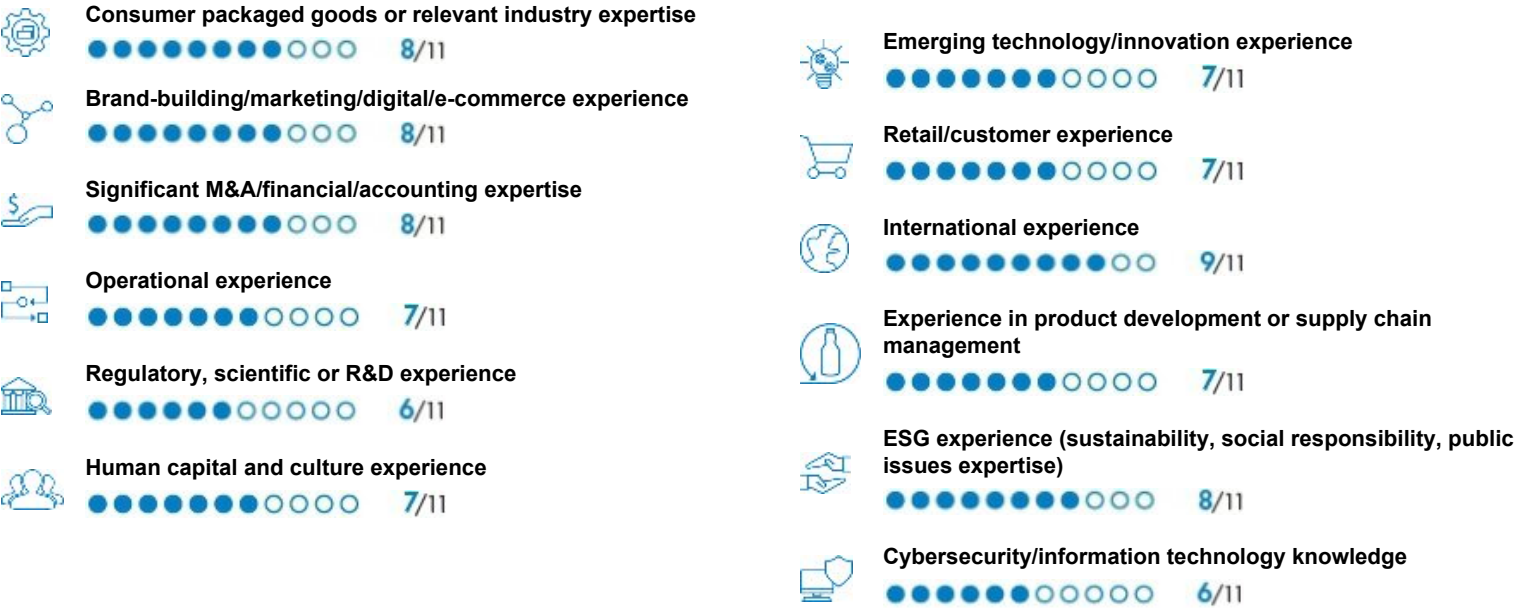 Consumer packaged goods or relevant industry expertise
8/11
Brand-building/marketing/digital/e-commerce experience
8/11
Significant M&A/financial/accounting expertise
8/11
Operational experience
7/11
Regulatory, scientific or R&D experience
6/11
Human capital and culture experience
7/11
Emerging technology/innovation experience
7/11
Retail/customer experience
7/11
International experience
9/11
Experience in product development or supply chain
management
7/11
ESG experience (sustainability, social responsibility, public
issues expertise)
8/11
Cybersecurity/information technology knowledge
6/11